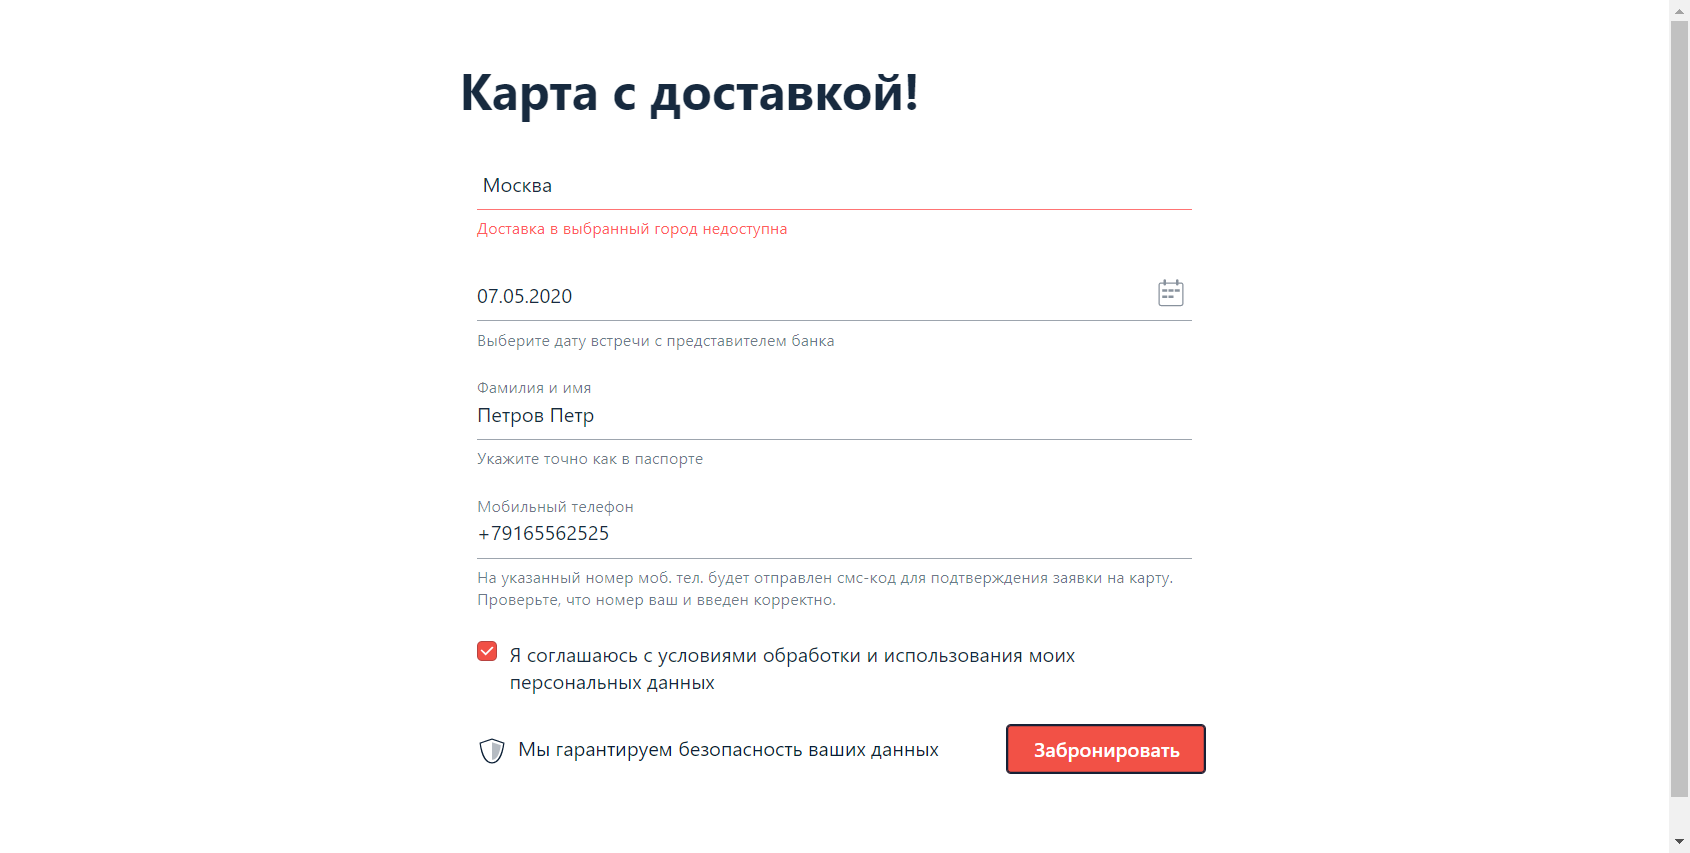 Карта с доставкой!
Москва
Доставка в выбранный город недоступна
07.05.2020
Выберите дату встречи с представителем банка
Фамилия и имя
Петров Петр
Укажите точно как в паспорте
Мобильный телефон
+79165562525
На указанный номер моб. тел. будет отправлен смс-код для подтверждения заявки на карту.
Проверьте, что номер ваш и введен корректно.
Я соглашаюсь с условиями обработки и использования моих
персональных данных
Мы гарантируем безопасность ваших данных
Забронировать